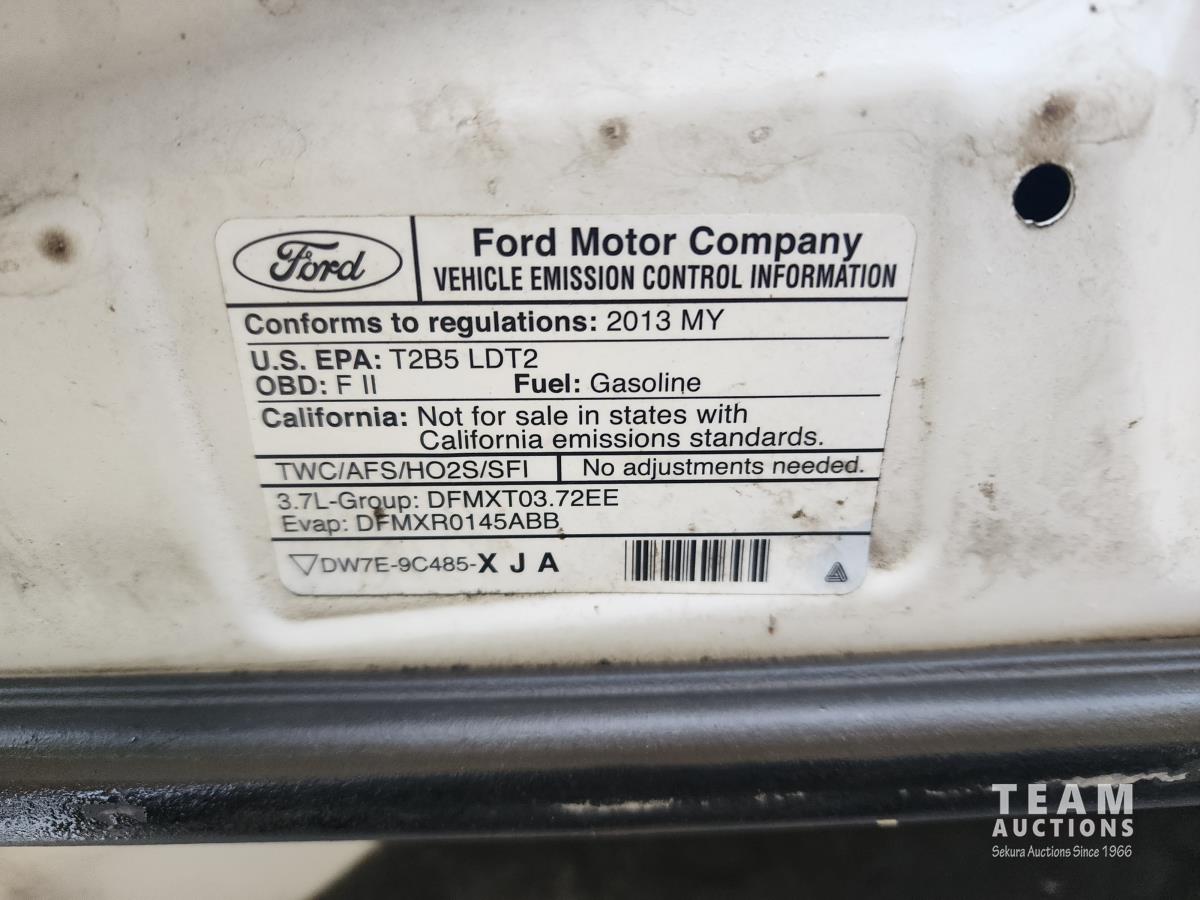 Ford
Ford Motor Company
VEHICLE EMISSION CONTROL INFORMATION
Conforms to regulations: 2013 MY
U.S. EPA: T2B5 LDT2
OBD: F II Fuel: Gasoline
California: Not for sale in states with
California emissions standards.
TWC/AFS/HO2S/SFI No adjustments needed.
3.7L-Group: DFMXT03.72EE
Evap: DFMXR0145ABB
DW7E-9C485-X J A
TEAM
AUCTIONS
Sekura Auctions Since 1966